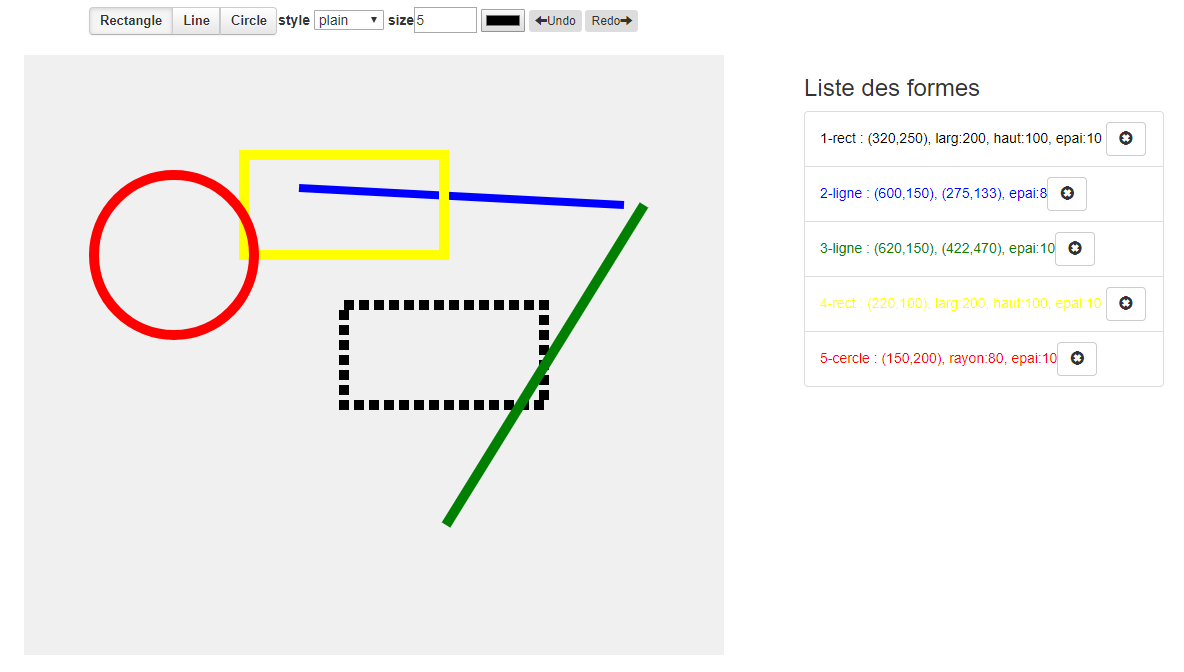 Rectangle Line Circle style plain size 5 Undo Redo
Liste des formes
1-rect : (320,250), larg:200, haut:100, epai:10
2-ligne : (600,150), (275,133), epai:8
3-ligne : (620,150), (422,470), epai:10
4-rect : (220,100), larg:200, haut:100, epai:10
5-cercle : (150,200), rayon:80, epai:10